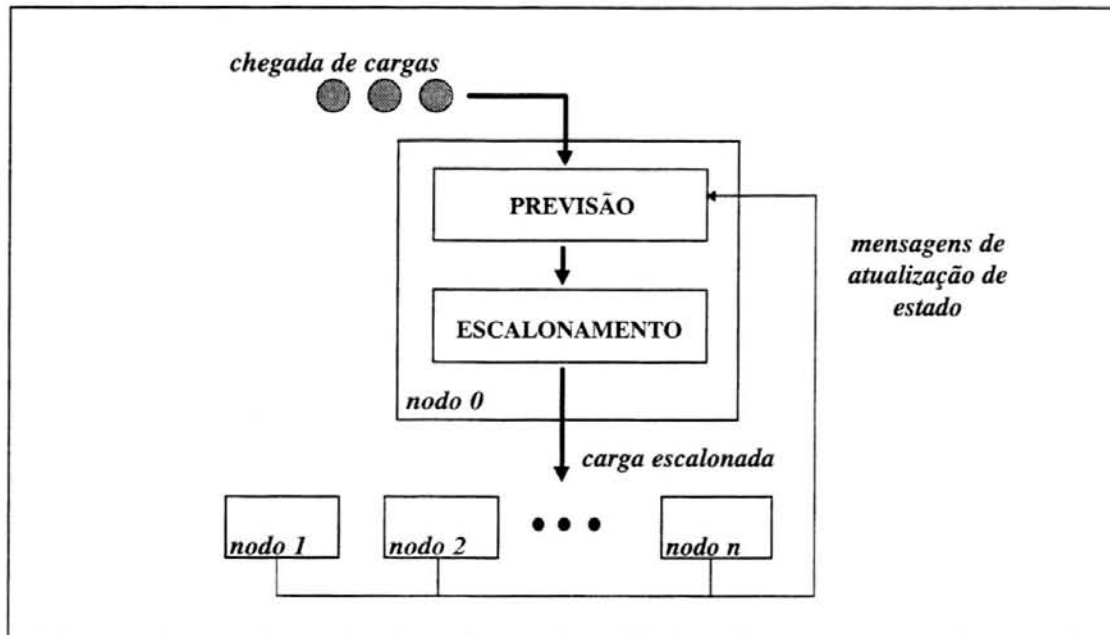 chegada de cargas
PREVISÃO
mensagens de
atualização de
estado
ESCALONAMENTO
nodo 0
carga escalonada
nodo 1
nodo 2
nodo n